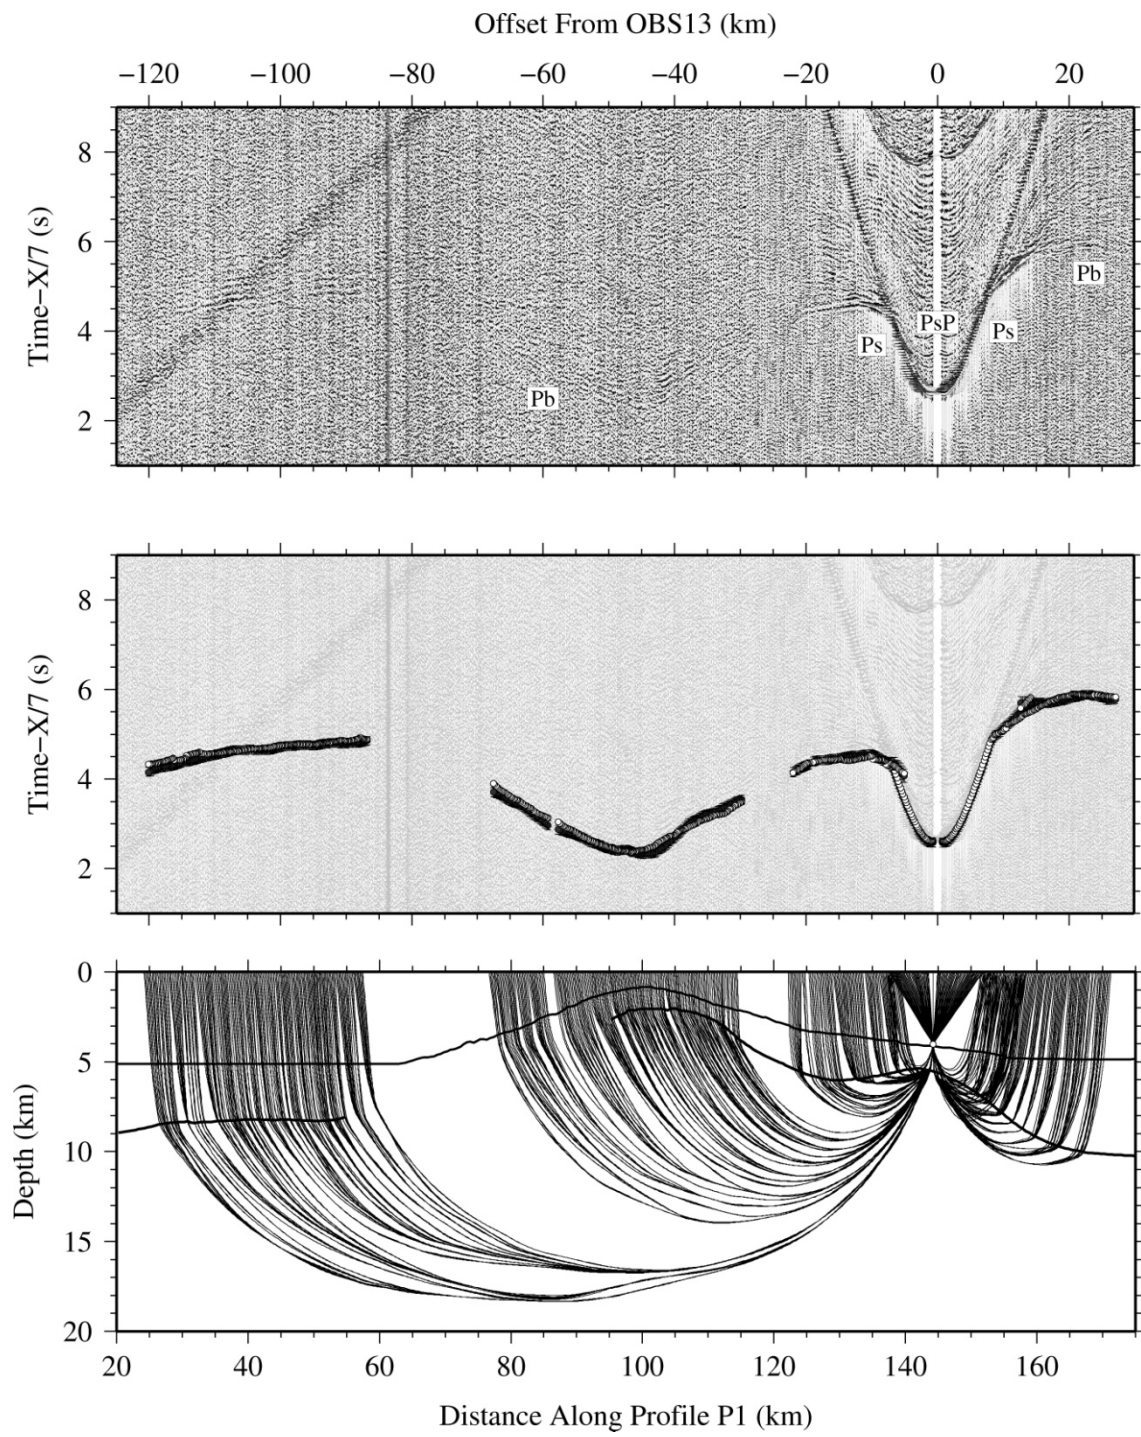 Offset From OBS13 (km)
−120 −100 −80 −60 −40 −20 0 20
8
6
4
2
Time−X/7 (s)
Pb
Ps
PsP
Ps
Pb
8
6
4
2
Time−X/7 (s)
0
5
10
15
20
Depth (km)
20 40 60 80 100 120 140 160
Distance Along Profile P1 (km)